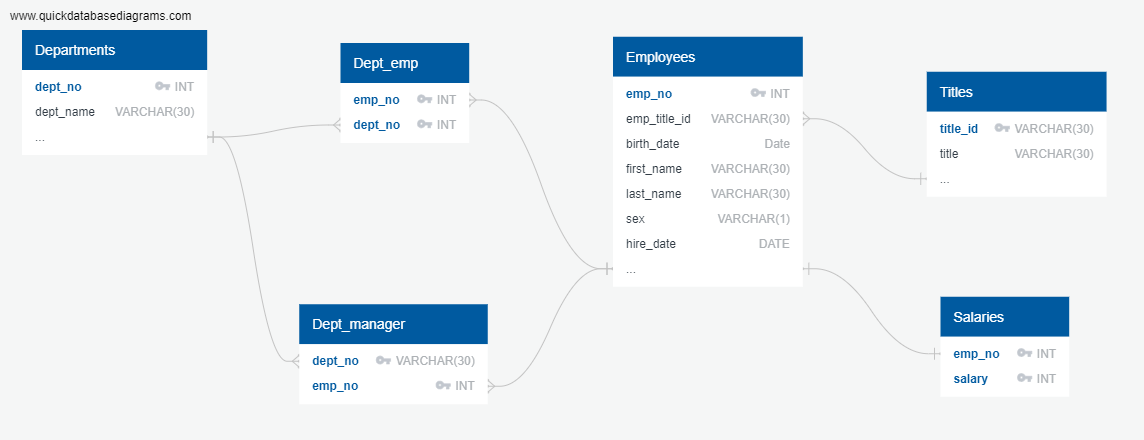 www.quickdatabasediagrams.com
Departments
dept_no INT
dept_name VARCHAR(30)
...
Dept_emp
emp_no INT
dept_no INT
Employees
emp_no INT
emp_title_id VARCHAR(30)
birth_date Date
first_name VARCHAR(30)
last_name VARCHAR(30)
sex VARCHAR(1)
hire_date DATE
...
Titles
title_id VARCHAR(30)
title VARCHAR(30)
...
Dept_manager
dept_no VARCHAR(30)
emp_no INT
Salaries
emp_no INT
salary INT